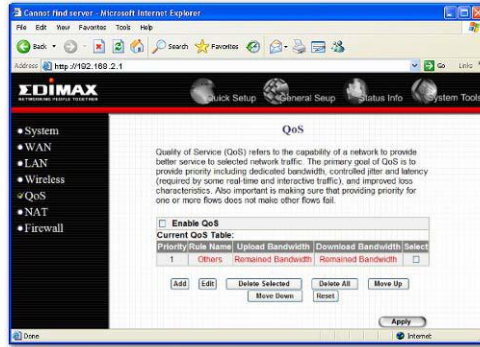 Cannot find server - Microsoft Internet Explorer
File Edit View Favorites Tools Help
Back Search Favorites
Address http://192.168.2.1 Go Links
EDIMAX
NETWORKING PEOPLE TOGETHER
Quick Setup General Seup Status Info System Tools
System
WAN
LAN
Wireless
QoS
NAT
Firewall
QoS
Quality of Service (QoS) refers to the capability of a network to provide
better service to selected network traffic. The primary goal of QoS is to
provide priority including dedicated bandwidth, controlled jitter and latency
(required by some real-time and interactive traffic), and improved loss
characteristics. Also important is making sure that providing priority for
one or more flows does not make other flows fail.
Enable QoS
Current QoS Table:
Priority Rule Name Upload Bandwidth Download Bandwidth Select
1 Others Remained Bandwidth Remained Bandwidth
Add Edit Delete Selected Delete All Move Up
Move Down Reset
Apply
Done Internet